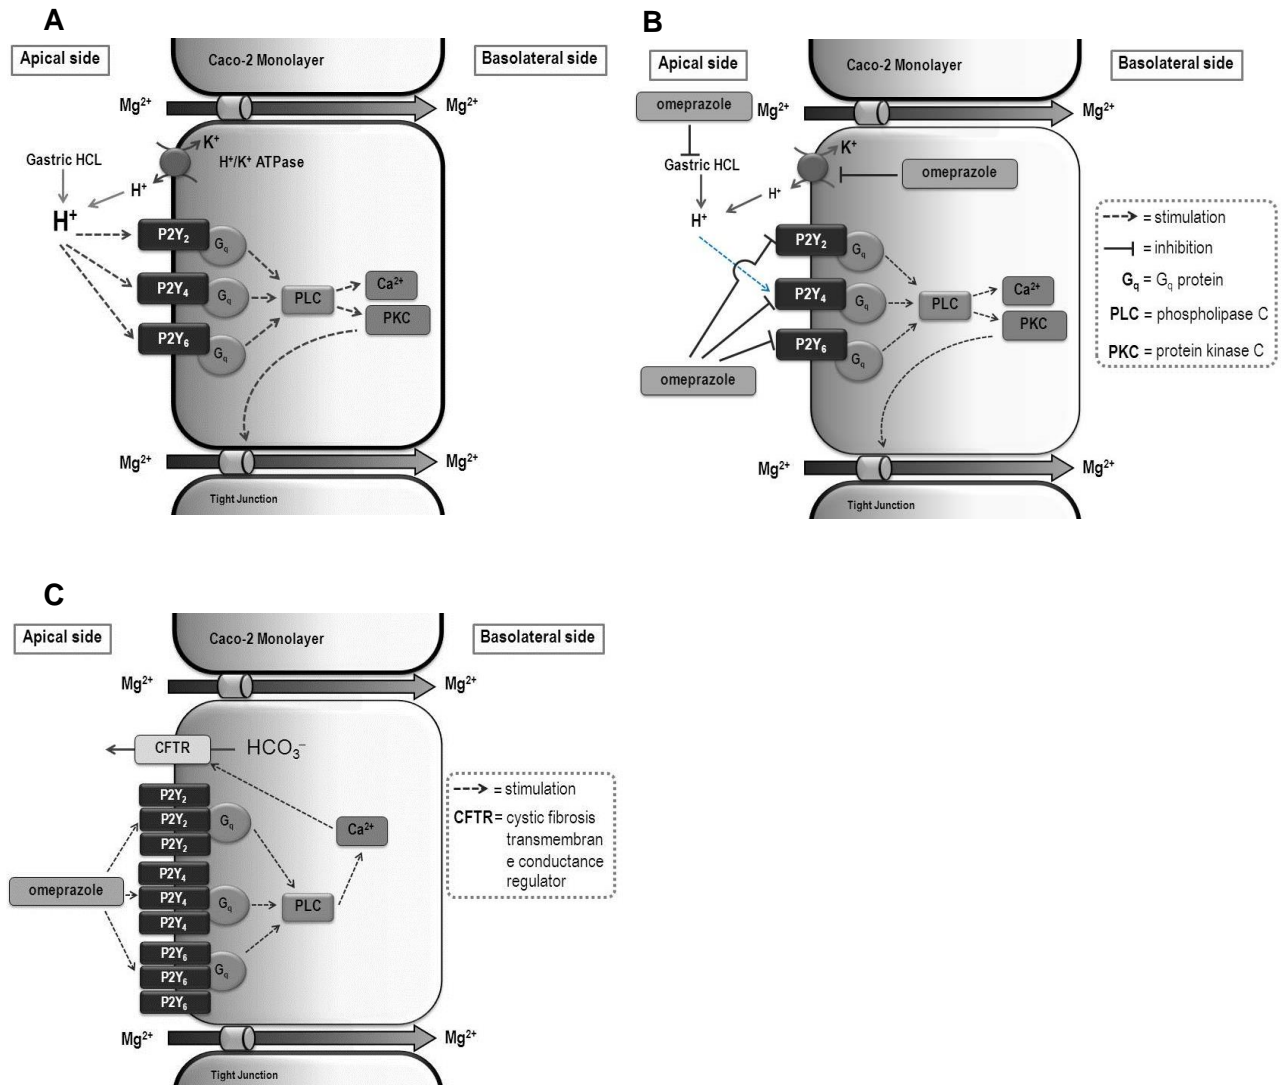 A
Apical side
Caco-2 Monolayer
Basolateral side
Mg²⁺
Mg²⁺
K⁺
H⁺/K⁺ ATPase
Gastric HCL
H⁺
H⁺
P2Y₂
Gq
P2Y₄
Gq
PLC
Ca²⁺
PKC
P2Y₆
Gq
Mg²⁺
Mg²⁺
Tight Junction
B
Apical side
Caco-2 Monolayer
Basolateral side
omeprazole
Mg²⁺
Mg²⁺
K⁺
Gastric HCL
omeprazole
H⁺
H⁺
P2Y₂
Gq
P2Y₄
Gq
PLC
Ca²⁺
PKC
P2Y₆
Gq
omeprazole
Mg²⁺
Mg²⁺
Tight Junction
= stimulation
= inhibition
Gq = Gq protein
PLC = phospholipase C
PKC = protein kinase C
C
Apical side
Caco-2 Monolayer
Basolateral side
Mg²⁺
Mg²⁺
CFTR
HCO₃⁻
P2Y₂
P2Y₂
P2Y₂
Gq
Ca²⁺
P2Y₄
P2Y₄
P2Y₄
Gq
PLC
omeprazole
P2Y₆
P2Y₆
P2Y₆
Gq
Mg²⁺
Mg²⁺
Tight Junction
= stimulation
CFTR = cystic fibrosis
transmembran
e conductance
regulator